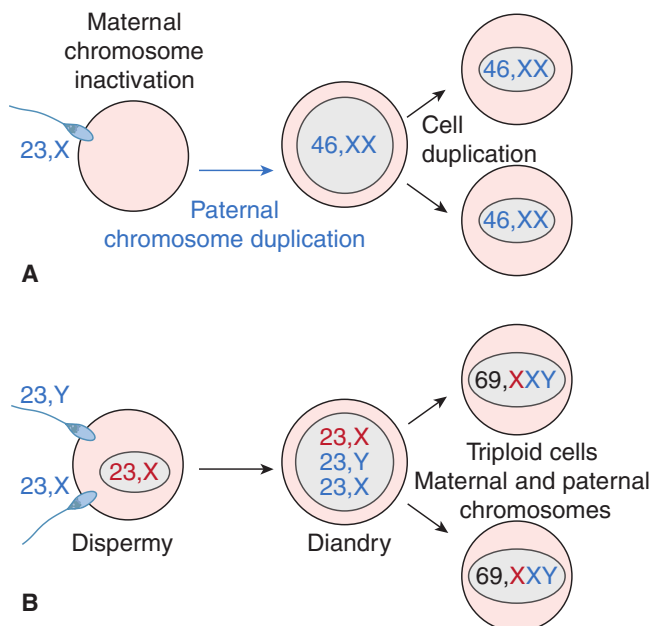 Maternal
chromosome
inactivation
23,X
46,XX
Paternal
chromosome duplication
Cell
duplication
46,XX
46,XX
A
23,Y
23,X
23,X
Dispermy
23,X
23,Y
23,X
Diandry
69,XXY
Triploid cells
Maternal and paternal
chromosomes
69,XXY
B